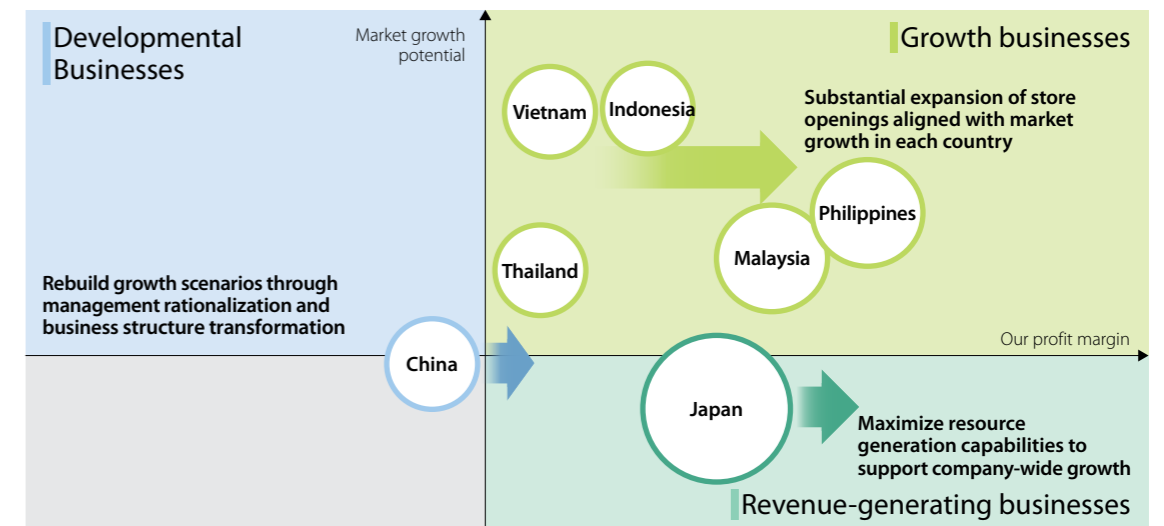 Developmental
Businesses
Market growth
potential
Growth businesses
Vietnam
Indonesia
Substantial expansion of store
openings aligned with market
growth in each country
Philippines
Malaysia
Thailand
Rebuild growth scenarios through
management rationalization and
business structure transformation
Our profit margin
China
Japan
Maximize resource
generation capabilities to
support company-wide growth
Revenue-generating businesses